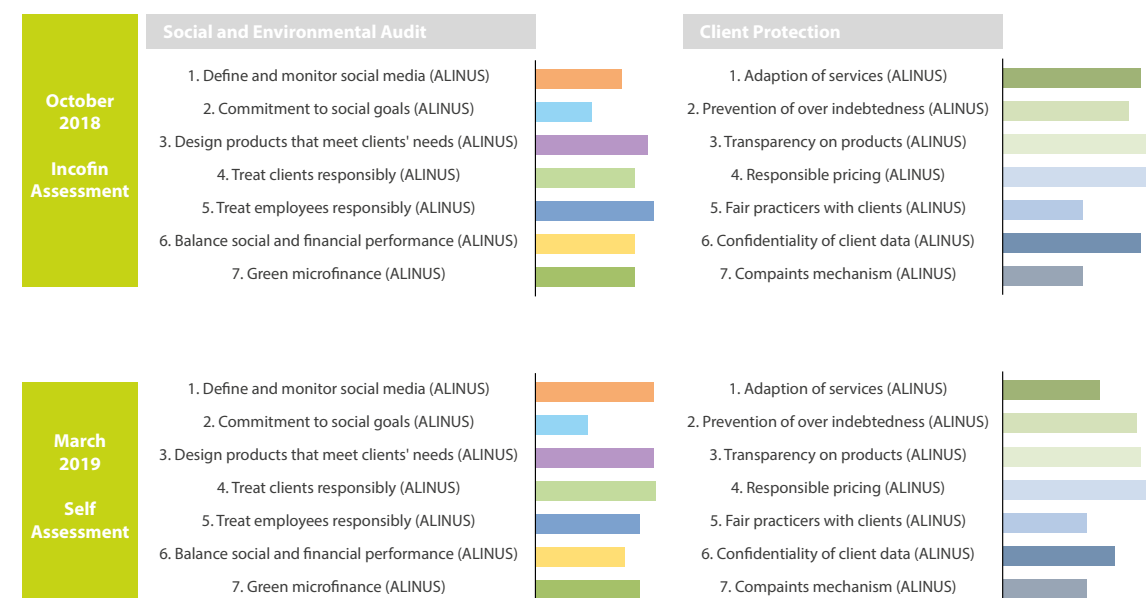 October
2018
Incofin
Assessment
Social and Environmental Audit
1. Define and monitor social media (ALINUS)
2. Commitment to social goals (ALINUS)
3. Design products that meet clients' needs (ALINUS)
4. Treat clients responsibly (ALINUS)
5. Treat employees responsibly (ALINUS)
6. Balance social and financial performance (ALINUS)
7. Green microfinance (ALINUS)
Client Protection
1. Adaption of services (ALINUS)
2. Prevention of over indebtedness (ALINUS)
3. Transparency on products (ALINUS)
4. Responsible pricing (ALINUS)
5. Fair practicers with clients (ALINUS)
6. Confidentiality of client data (ALINUS)
7. Compaints mechanism (ALINUS)
March
2019
Self
Assessment
1. Define and monitor social media (ALINUS)
2. Commitment to social goals (ALINUS)
3. Design products that meet clients' needs (ALINUS)
4. Treat clients responsibly (ALINUS)
5. Treat employees responsibly (ALINUS)
6. Balance social and financial performance (ALINUS)
7. Green microfinance (ALINUS)
1. Adaption of services (ALINUS)
2. Prevention of over indebtedness (ALINUS)
3. Transparency on products (ALINUS)
4. Responsible pricing (ALINUS)
5. Fair practicers with clients (ALINUS)
6. Confidentiality of client data (ALINUS)
7. Compaints mechanism (ALINUS)